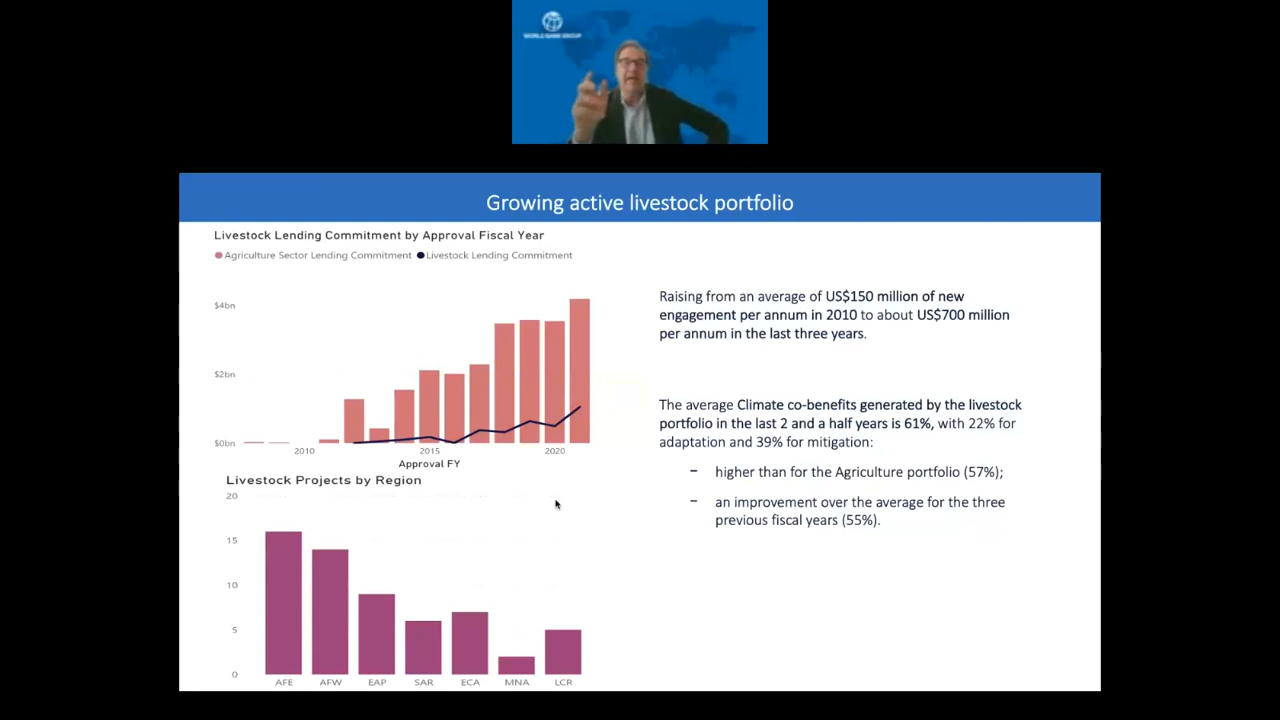 WORLD BANK GROUP
Growing active livestock portfolio
Livestock Lending Commitment by Approval Fiscal Year
Agriculture Sector Lending Commitment Livestock Lending Commitment
$4bn
$2bn
$0bn
2010 2015 2020
Approval FY
Livestock Projects by Region
20
15
10
5
0
AFE AFW EAP SAR ECA MNA LCR
Raising from an average of US$150 million of new
engagement per annum in 2010 to about US$700 million
per annum in the last three years.
The average Climate co-benefits generated by the livestock
portfolio in the last 2 and a half years is 61%, with 22% for
adaptation and 39% for mitigation:
– higher than for the Agriculture portfolio (57%);
– an improvement over the average for the three
previous fiscal years (55%).